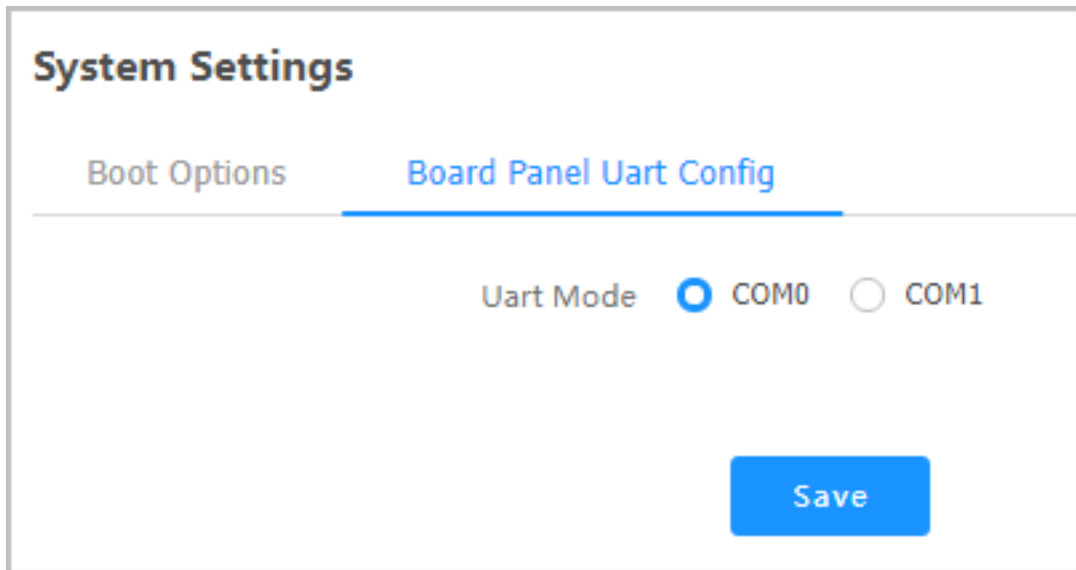 System Settings
Boot Options Board Panel Uart Config
Uart Mode COM0 COM1
Save